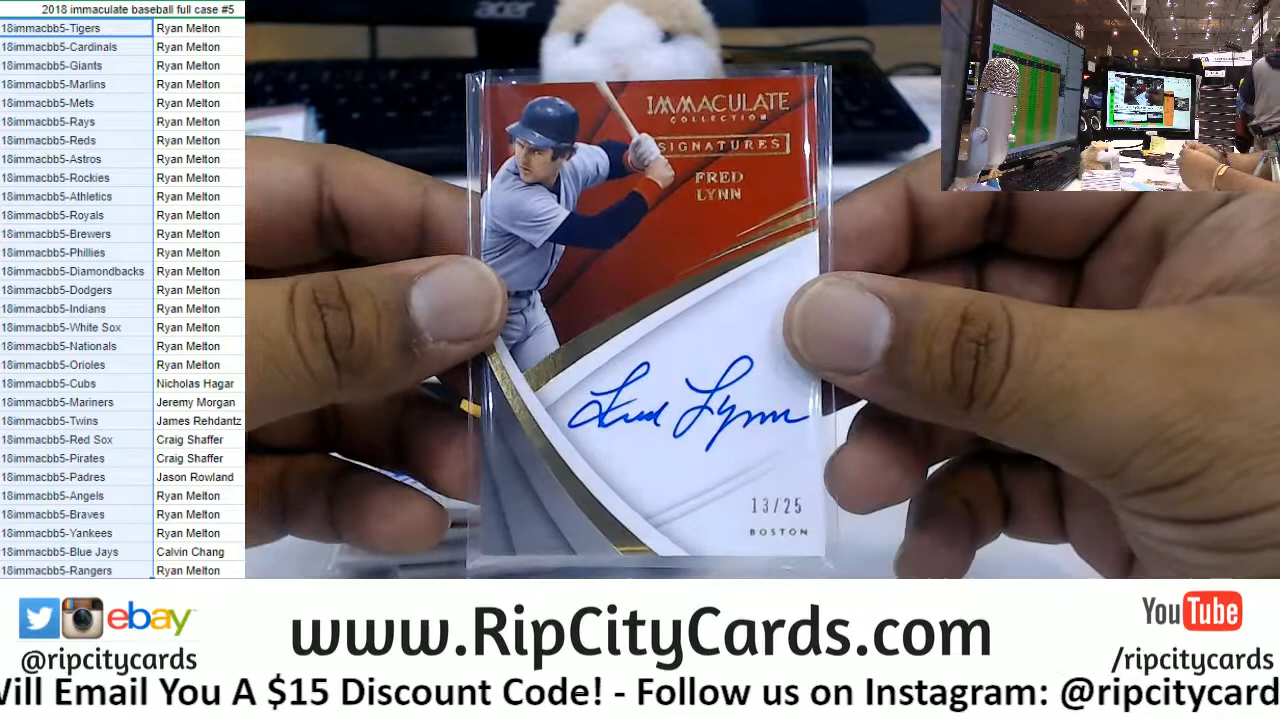 2018 immaculate baseball full case #5
18immacbb5-Tigers Ryan Melton
18immacbb5-Cardinals Ryan Melton
18immacbb5-Giants Ryan Melton
18immacbb5-Marlins Ryan Melton
18immacbb5-Mets Ryan Melton
18immacbb5-Rays Ryan Melton
18immacbb5-Reds Ryan Melton
18immacbb5-Astros Ryan Melton
18immacbb5-Rockies Ryan Melton
18immacbb5-Athletics Ryan Melton
18immacbb5-Royals Ryan Melton
18immacbb5-Brewers Ryan Melton
18immacbb5-Phillies Ryan Melton
18immacbb5-Diamondbacks Ryan Melton
18immacbb5-Dodgers Ryan Melton
18immacbb5-Indians Ryan Melton
18immacbb5-White Sox Ryan Melton
18immacbb5-Nationals Ryan Melton
18immacbb5-Orioles Ryan Melton
18immacbb5-Cubs Nicholas Hagar
18immacbb5-Mariners Jeremy Morgan
18immacbb5-Twins James Rehdantz
18immacbb5-Red Sox Craig Shaffer
18immacbb5-Pirates Craig Shaffer
18immacbb5-Padres Jason Rowland
18immacbb5-Angels Ryan Melton
18immacbb5-Braves Ryan Melton
18immacbb5-Yankees Ryan Melton
18immacbb5-Blue Jays Calvin Chang
18immacbb5-Rangers Ryan Melton
acer
IMMACULATE
COLLECTION
SIGNATURES
FRED
LYNN
Fred Lynn
13/25
BOSTON
ebay
@ripcitycards
www.RipCityCards.com
YouTube
/ripcitycards
Will Email You A $15 Discount Code! - Follow us on Instagram: @ripcitycard